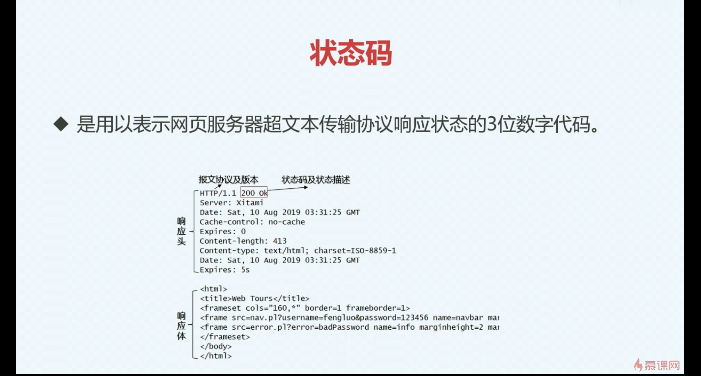 状态码
◆ 是用以表示网页服务器超文本传输协议响应状态的3位数字代码。
报文协议及版本 状态码及状态描述
HTTP/1.1 200 Ok
Server: Xitami
Date: Sat, 10 Aug 2019 03:31:25 GMT
Cache-control: no-cache
Expires: 0
Content-length: 413
Content-type: text/html; charset=ISO-8859-1
Date: Sat, 10 Aug 2019 03:31:25 GMT
Expires: 5s
响应头
<html>
<title>Web Tours</title>
<frameset cols="160,*" border=1 frameborder=1>
<frame src=nav.pl?username=fengluo&password=123456 name=navbar mar
<frame src=error.pl?error=badPassword name=info marginheight=2 mar
</frameset>
</body>
</html>
响应体
慕课网